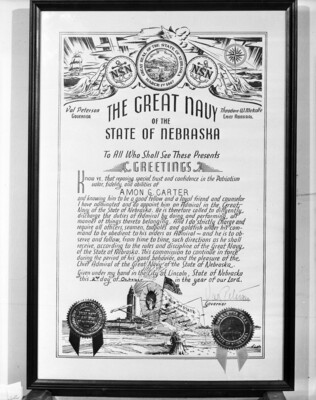 GREAT SEAL OF THE STATE OF NEBRASKA
NSN
NSN
Val Peterson
Governor
Theodore W. Metcalfe
Chief Admiral
THE GREAT NAVY
OF THE
STATE OF NEBRASKA
To All Who Shall See These Presents
GREETINGS
Know ye, that reposing special trust and confidence in the Patriotism
valor, fidelity and abilities of
AMON G CARTER
and knowing him to be a good fellow and a loyal friend and counselor
I have nominated and do appoint him an Admiral in the Great
Navy of the State of Nebraska. He is therefore called to diligently
discharge the duties of Admiral by doing and performing all
manner of things thereto belonging. And I do strictly charge and
require all officers, seamen, tadpoles and goldfish under his com-
mand to be obedient to his orders as Admiral — and he is to ob-
serve and follow, from time to time, such directions as he shall
receive, according to the rules and discipline of the Great Navy
of the State of Nebraska. This commission to continue in force
during the period of his good behavior, and the pleasure of the
Chief Admiral of the Great Navy of the State of Nebraska.
Given under my hand in the City of Lincoln, State of Nebraska
this day of in the year of our Lord.
Governor